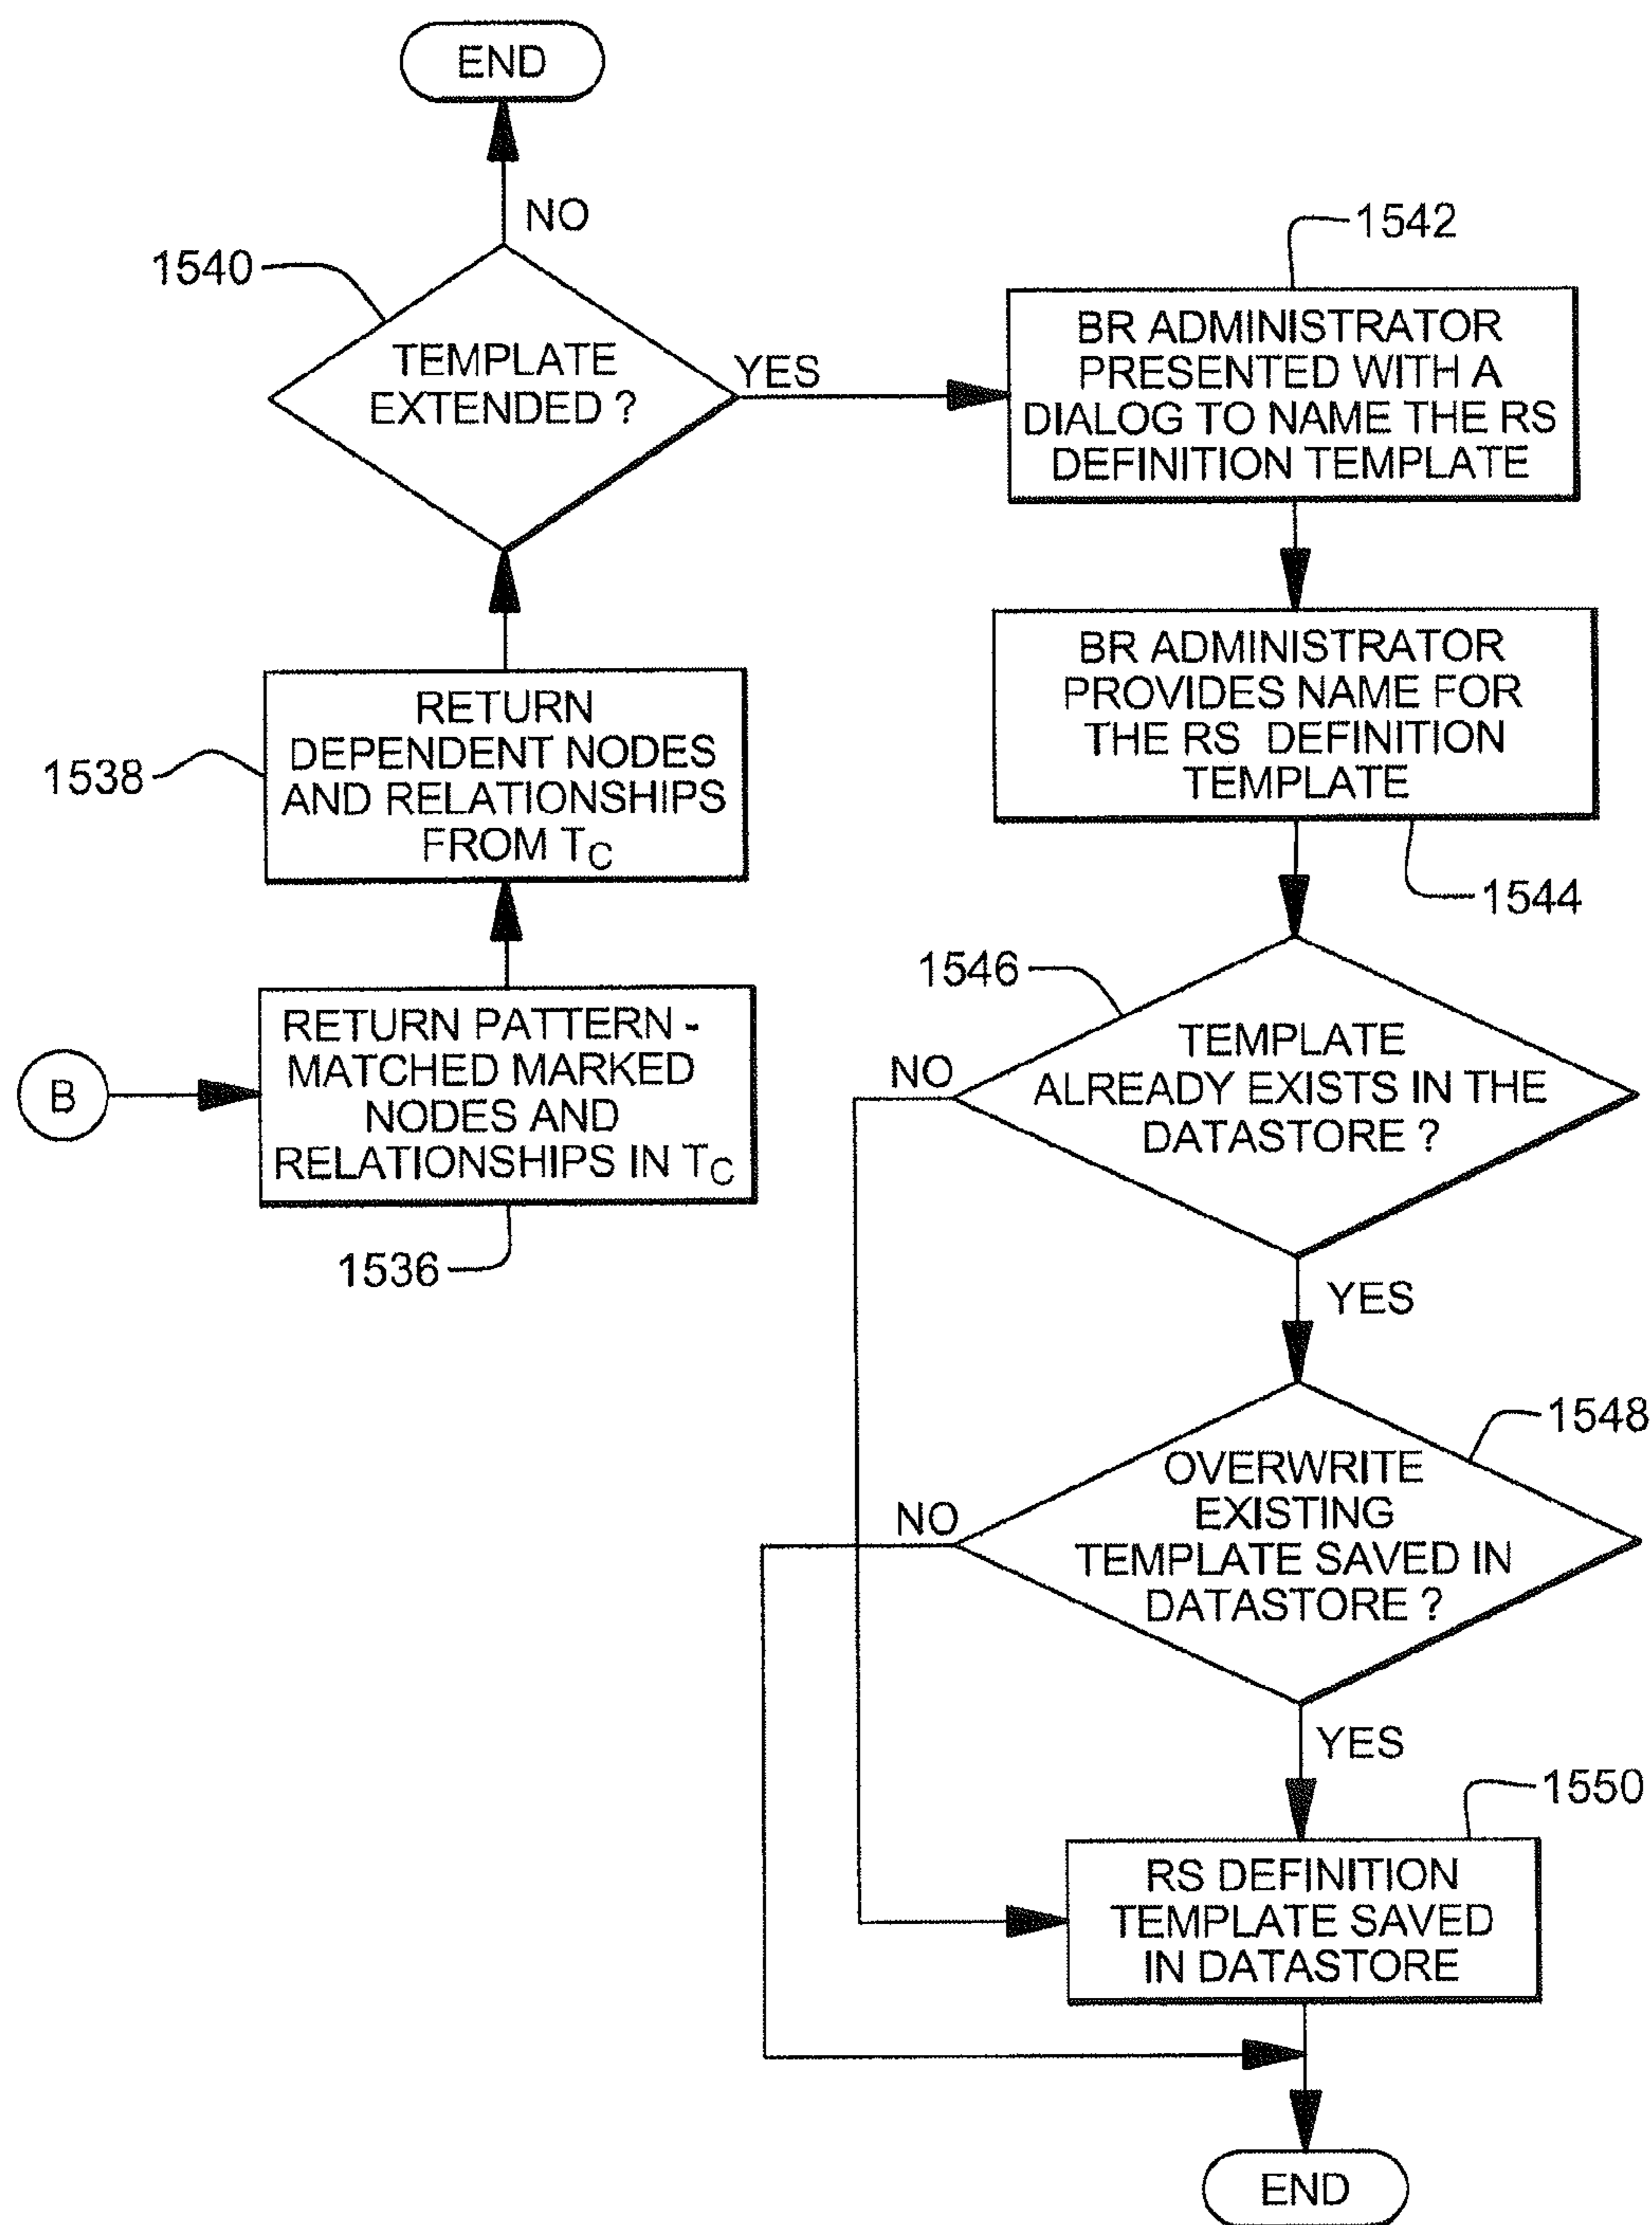 END
NO
1540
TEMPLATE
EXTENDED ?
YES
1542
BR ADMINISTRATOR
PRESENTED WITH A
DIALOG TO NAME THE RS
DEFINITION TEMPLATE
BR ADMINISTRATOR
PROVIDES NAME FOR
THE RS DEFINITION
TEMPLATE
1544
1538
RETURN
DEPENDENT NODES
AND RELATIONSHIPS
FROM TC
B
RETURN PATTERN -
MATCHED MARKED
NODES AND
RELATIONSHIPS IN TC
1536
1546
NO
TEMPLATE
ALREADY EXISTS IN THE
DATASTORE ?
YES
1548
NO
OVERWRITE
EXISTING
TEMPLATE SAVED IN
DATASTORE ?
YES
1550
RS DEFINITION
TEMPLATE SAVED
IN DATASTORE
END